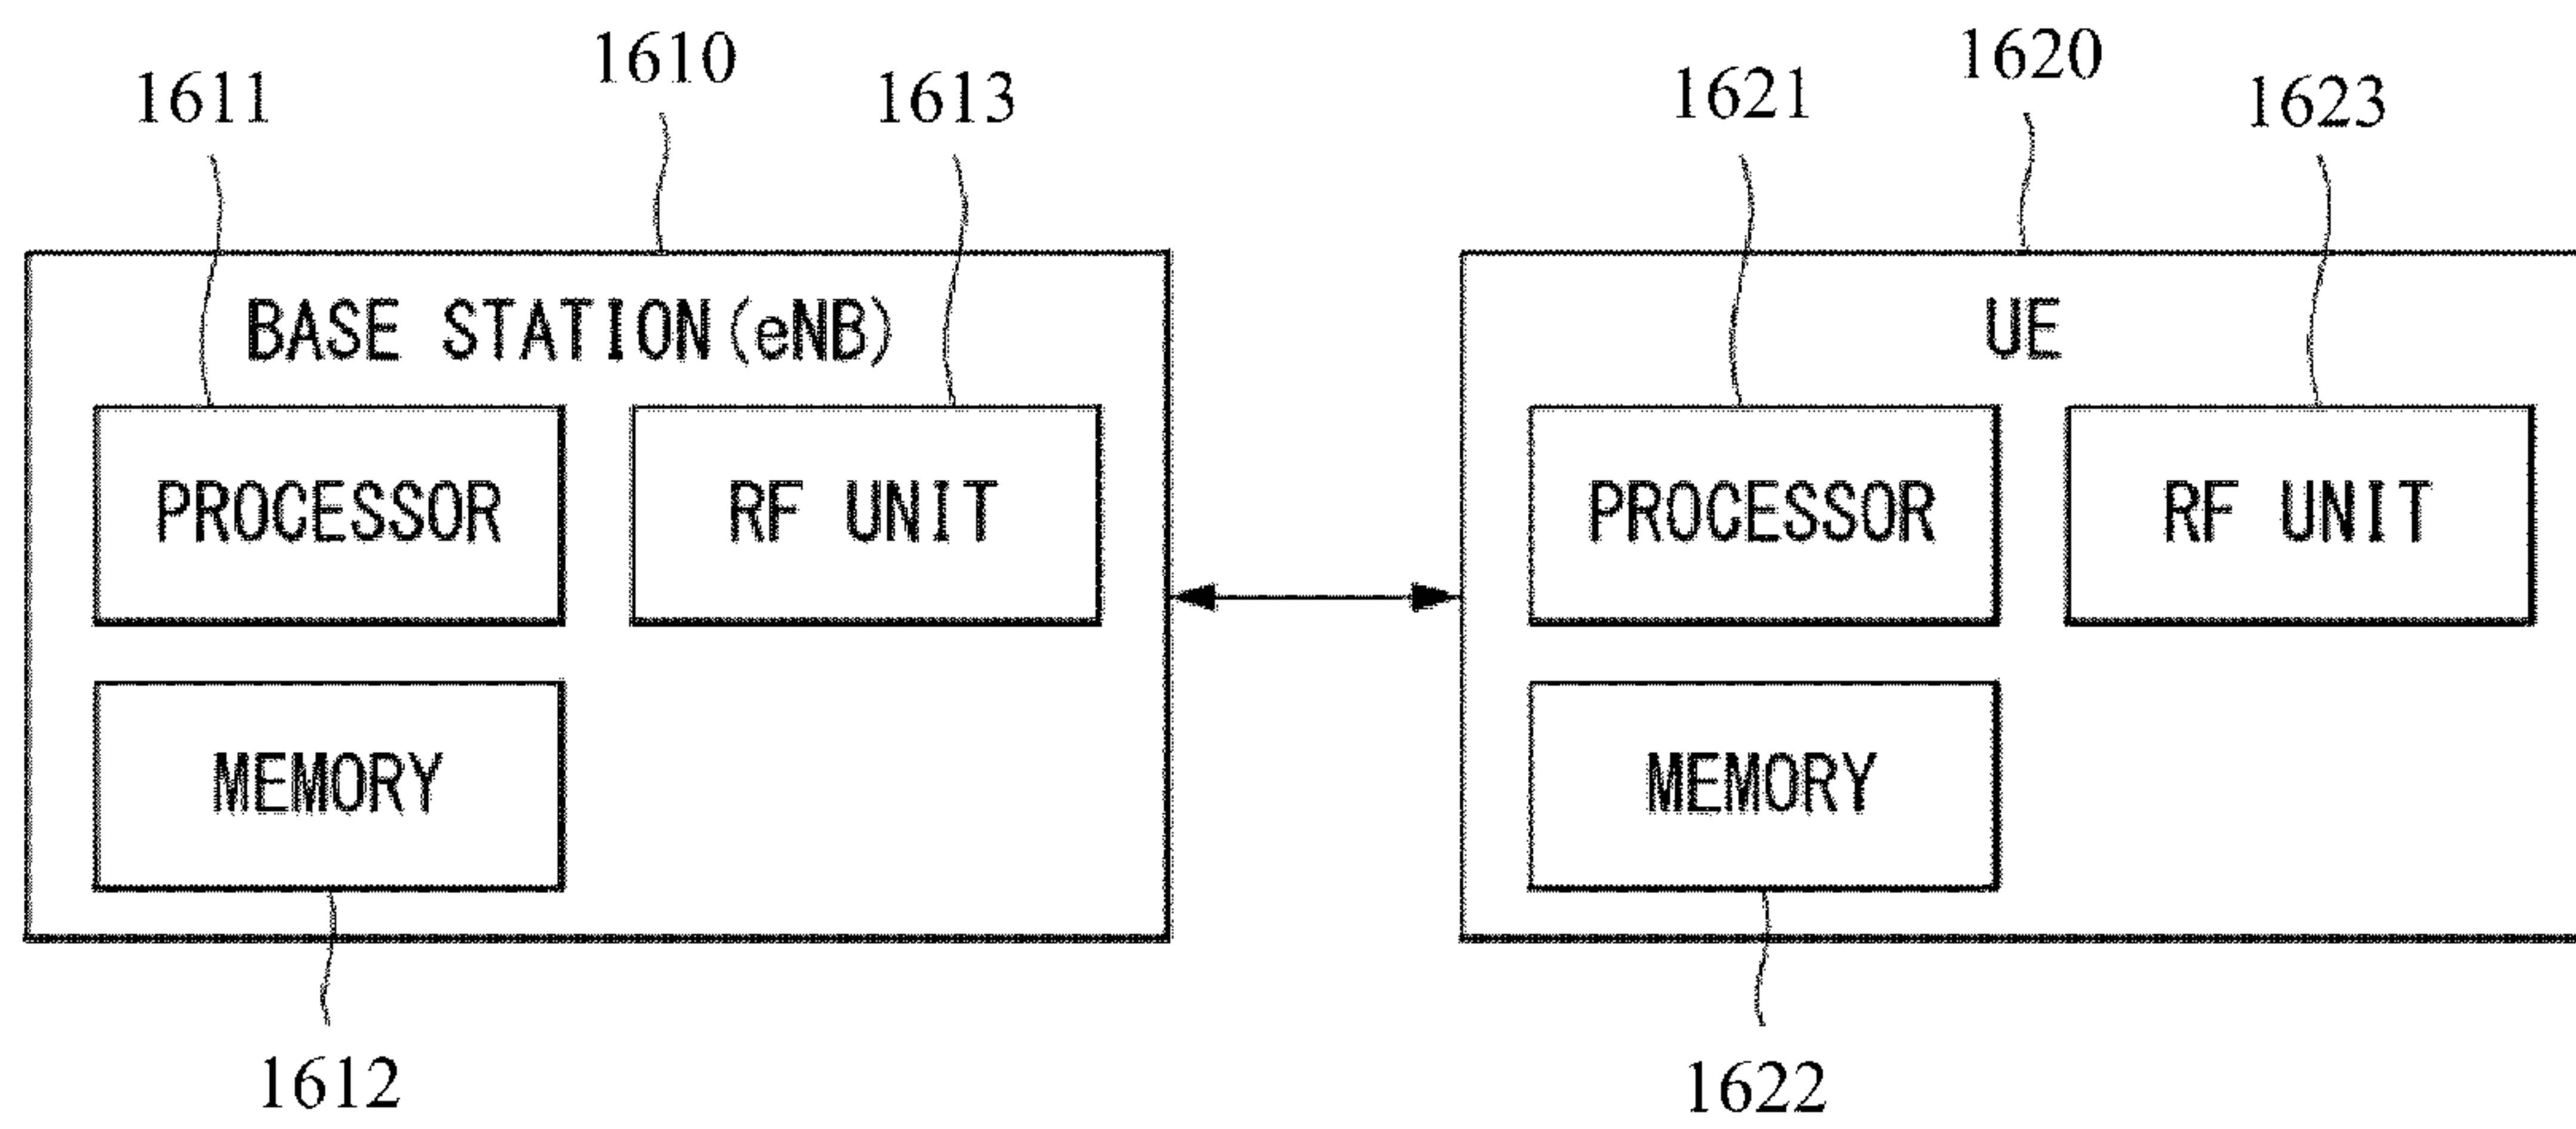 1610
1620
1611
1613
1621
1623
BASE STATION(eNB)
UE
PROCESSOR
RF UNIT
PROCESSOR
RF UNIT
MEMORY
MEMORY
1612
1622